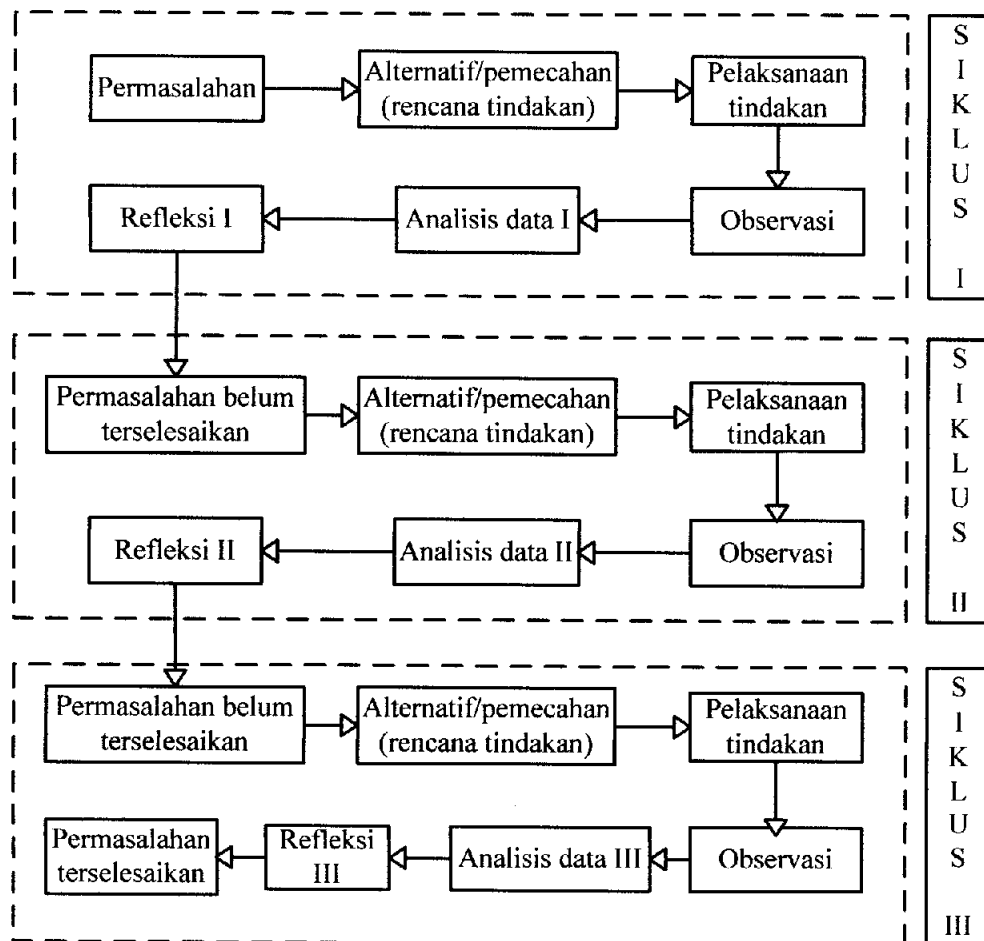 Permasalahan
Alternatif/pemecahan
(rencana tindakan)
Pelaksanaan
tindakan
Refleksi I
Analisis data I
Observasi
S
I
K
L
U
S
I
Permasalahan belum
terselesaikan
Alternatif/pemecahan
(rencana tindakan)
Pelaksanaan
tindakan
Refleksi II
Analisis data II
Observasi
S
I
K
L
U
S
II
Permasalahan belum
terselesaikan
Alternatif/pemecahan
(rencana tindakan)
Pelaksanaan
tindakan
Permasalahan
terselesaikan
Refleksi
III
Analisis data III
Observasi
S
I
K
L
U
S
III